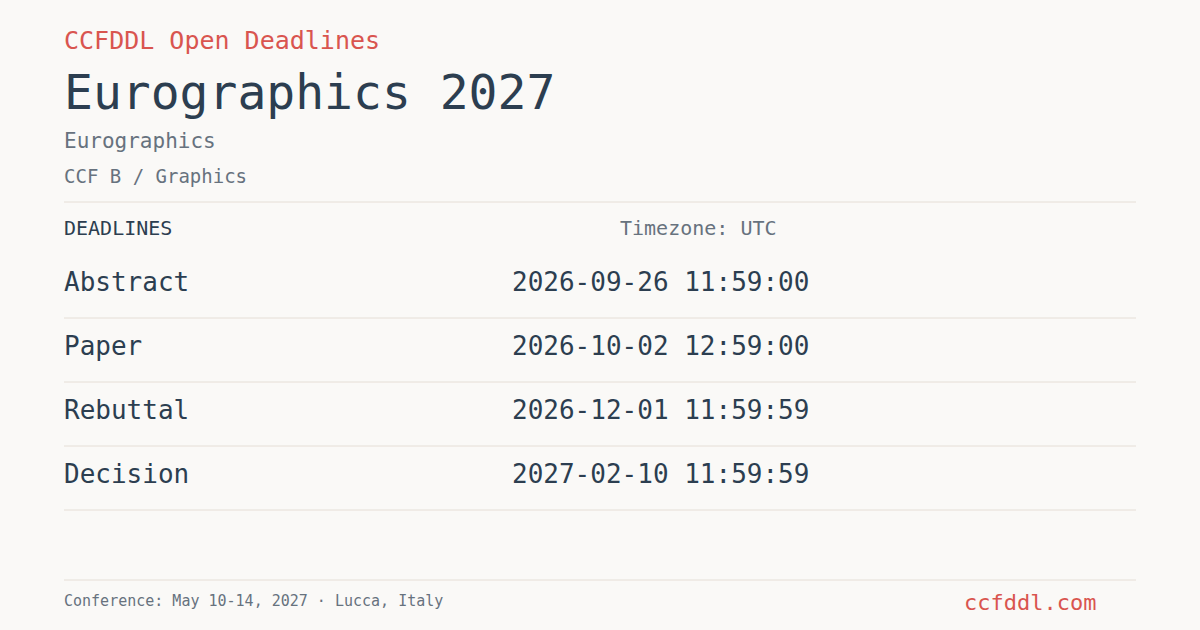 CCFDDL Open Deadlines
Eurographics 2027
Eurographics
CCF B / Graphics
DEADLINES Timezone: UTC
Abstract 2026-09-26 11:59:00
Paper 2026-10-02 12:59:00
Rebuttal 2026-12-01 11:59:59
Decision 2027-02-10 11:59:59
Conference: May 10-14, 2027 · Lucca, Italy ccfddl.com